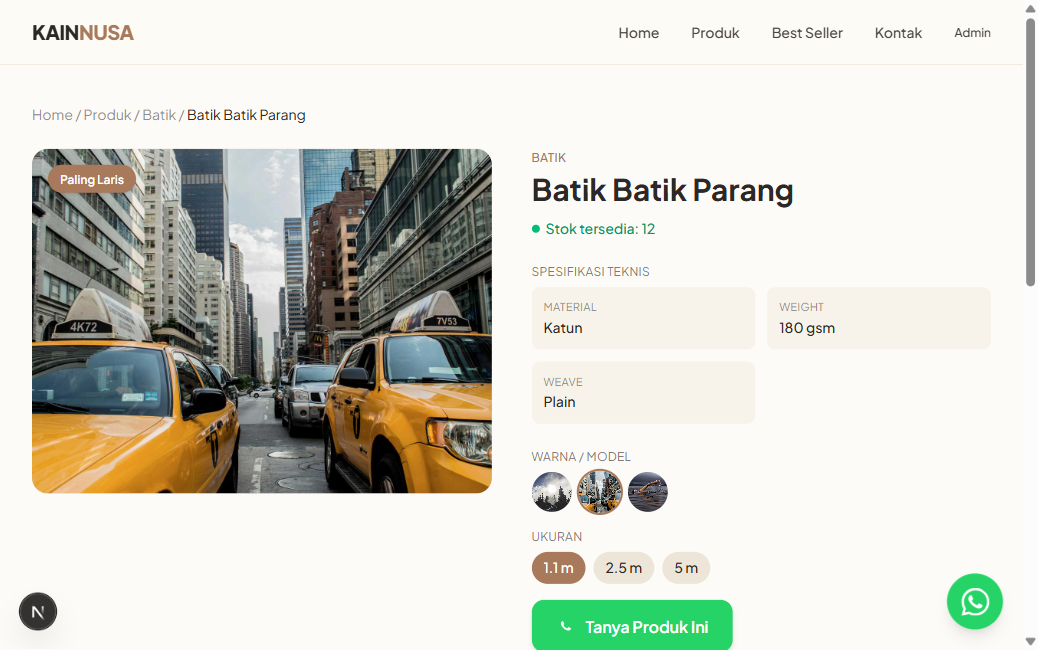 KAINNUSA
Home Produk Best Seller Kontak Admin
Home / Produk / Batik / Batik Batik Parang
Paling Laris
4K72
7V53
BATIK
Batik Batik Parang
Stok tersedia: 12
SPESIFIKASI TEKNIS
MATERIAL
Katun
WEIGHT
180 gsm
WEAVE
Plain
WARNA / MODEL
UKURAN
1.1 m 2.5 m 5 m
Tanya Produk Ini
N